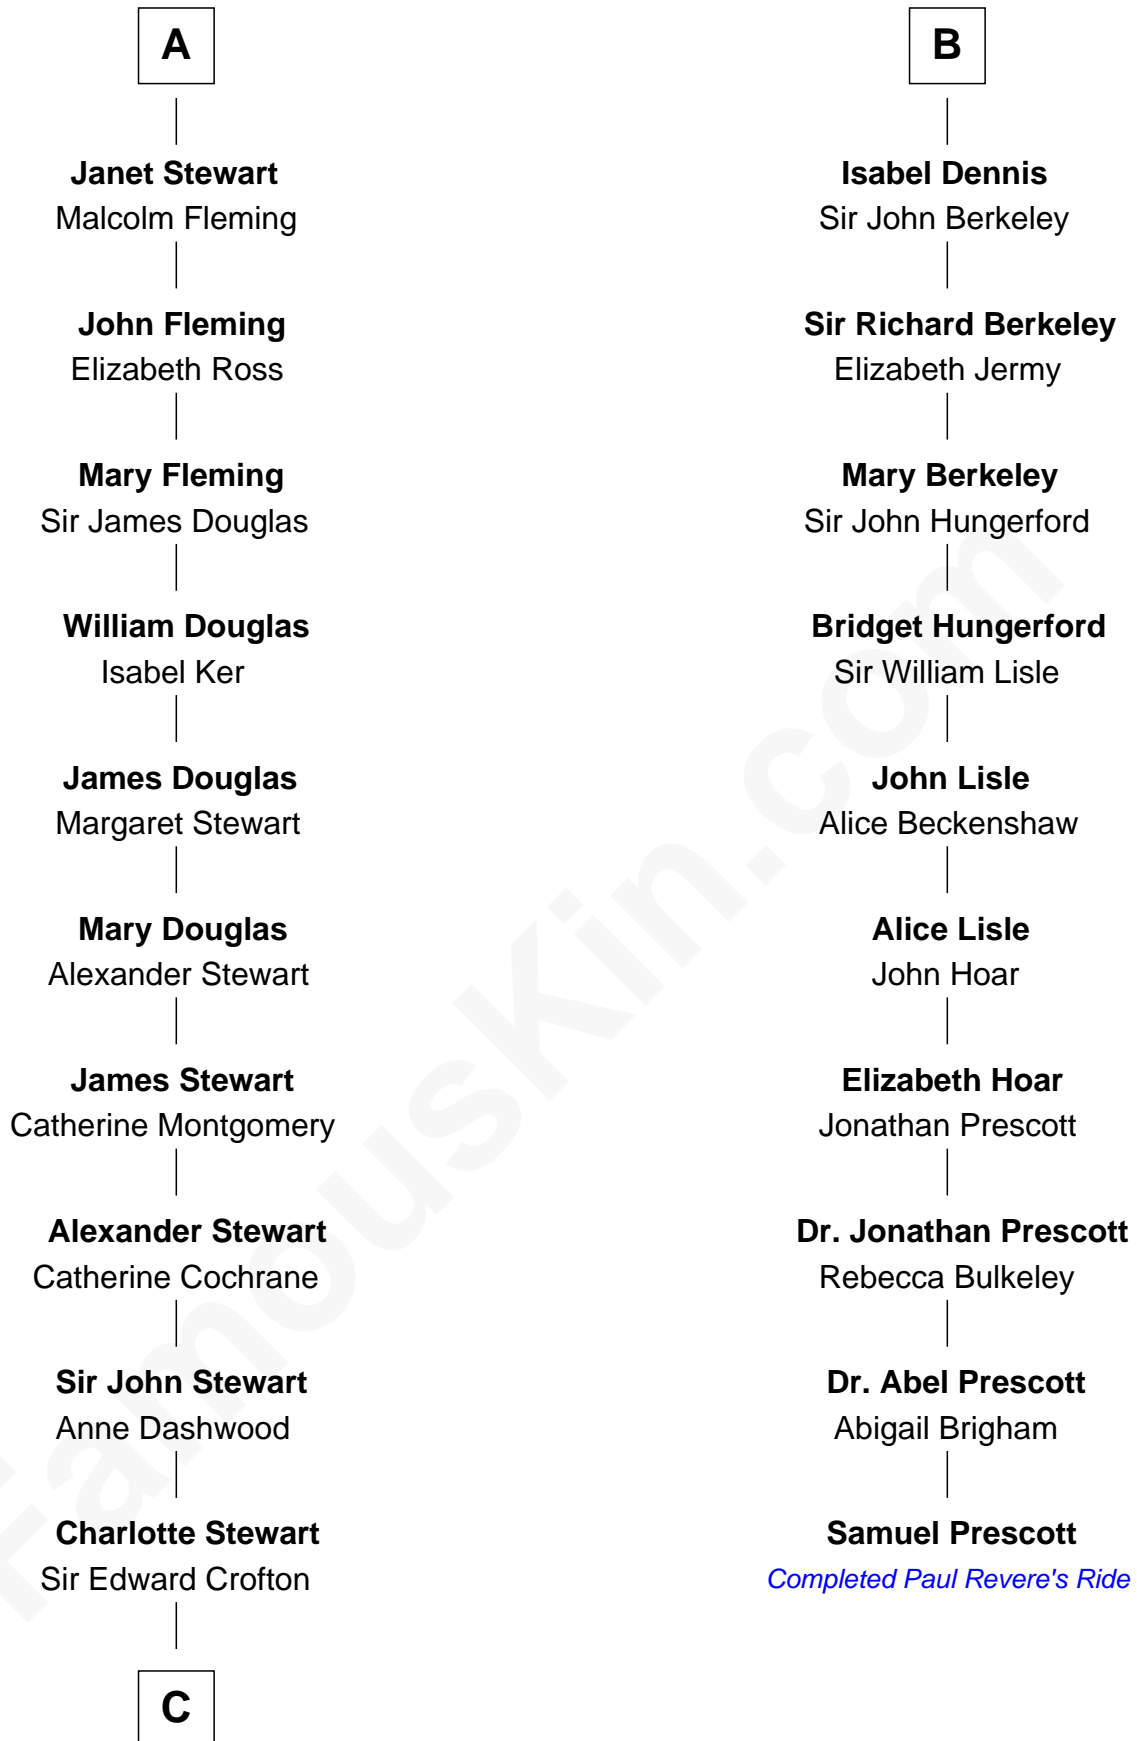 A
Janet Stewart
Malcolm Fleming
John Fleming
Elizabeth Ross
Mary Fleming
Sir James Douglas
William Douglas
Isabel Ker
James Douglas
Margaret Stewart
Mary Douglas
Alexander Stewart
James Stewart
Catherine Montgomery
Alexander Stewart
Catherine Cochrane
Sir John Stewart
Anne Dashwood
Charlotte Stewart
Sir Edward Crofton
C
B
Isabel Dennis
Sir John Berkeley
Sir Richard Berkeley
Elizabeth Jermy
Mary Berkeley
Sir John Hungerford
Bridget Hungerford
Sir William Lisle
John Lisle
Alice Beckenshaw
Alice Lisle
John Hoar
Elizabeth Hoar
Jonathan Prescott
Dr. Jonathan Prescott
Rebecca Bulkeley
Dr. Abel Prescott
Abigail Brigham
Samuel Prescott
Completed Paul Revere's Ride
FamousKin.com